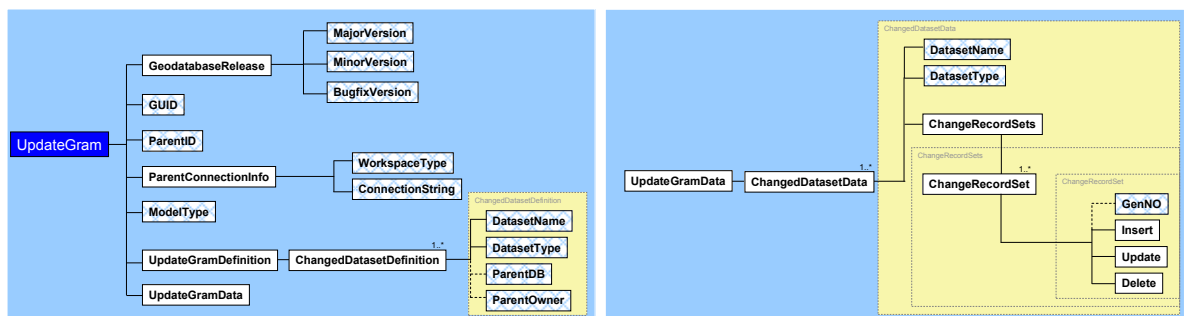 MajorVersion
GeodatabaseRelease
MinorVersion
BugfixVersion
GUID
UpdateGram
ParentID
ParentConnectionInfo
WorkspaceType
ConnectionString
ModelType
ChangedDatasetDefinition
DatasetName
1..*
UpdateGramDefinition
ChangedDatasetDefinition
DatasetType
ParentDB
UpdateGramData
ParentOwner
ChangedDatasetData
DatasetName
DatasetType
ChangeRecordSets
ChangeRecordSets
1..*
1..*
UpdateGramData
ChangedDatasetData
ChangeRecordSet
ChangeRecordSet
GenNO
Insert
Update
Delete